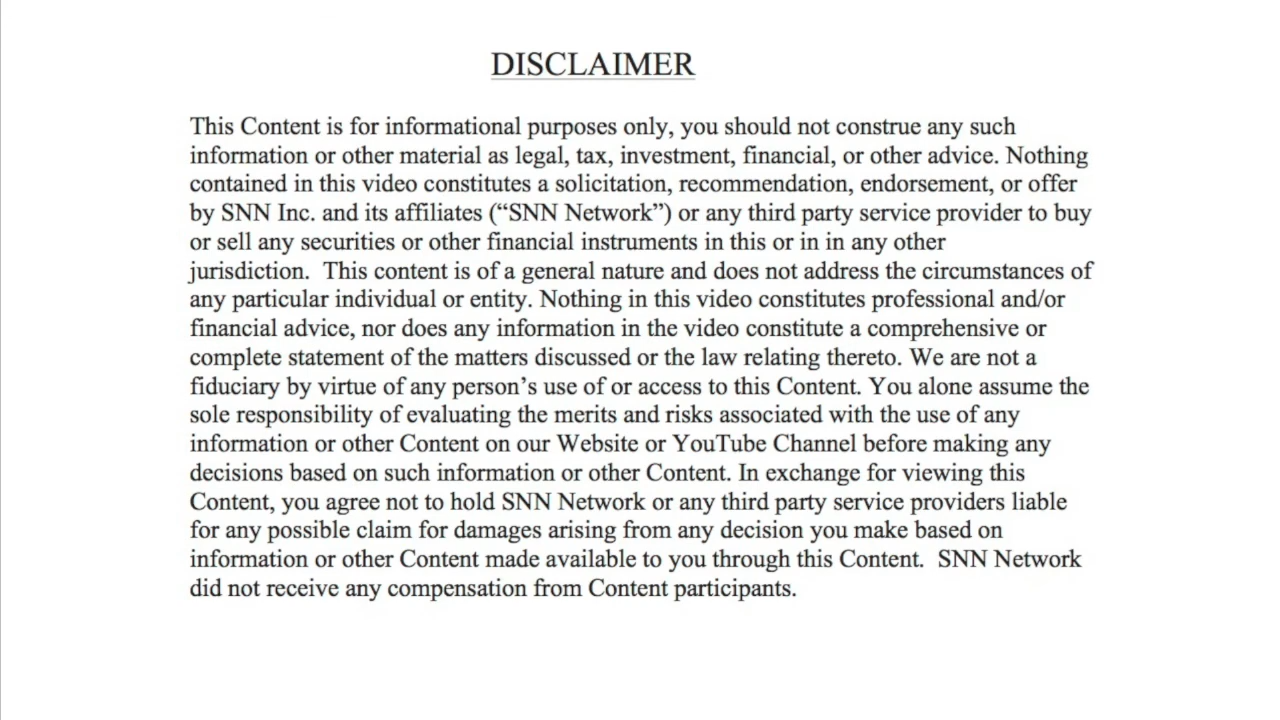 DISCLAIMER
This Content is for informational purposes only, you should not construe any such
information or other material as legal, tax, investment, financial, or other advice. Nothing
contained in this video constitutes a solicitation, recommendation, endorsement, or offer
by SNN Inc. and its affiliates (“SNN Network”) or any third party service provider to buy
or sell any securities or other financial instruments in this or in in any other
jurisdiction.  This content is of a general nature and does not address the circumstances of
any particular individual or entity. Nothing in this video constitutes professional and/or
financial advice, nor does any information in the video constitute a comprehensive or
complete statement of the matters discussed or the law relating thereto. We are not a
fiduciary by virtue of any person’s use of or access to this Content. You alone assume the
sole responsibility of evaluating the merits and risks associated with the use of any
information or other Content on our Website or YouTube Channel before making any
decisions based on such information or other Content. In exchange for viewing this
Content, you agree not to hold SNN Network or any third party service providers liable
for any possible claim for damages arising from any decision you make based on
information or other Content made available to you through this Content.  SNN Network
did not receive any compensation from Content participants.